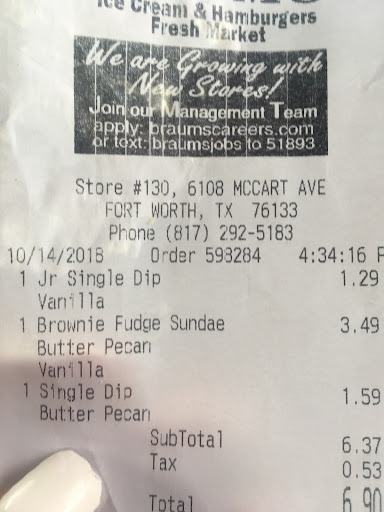 Ice Cream & Hamburgers
Fresh Market
We are Growing with
New Stores!
Join our Management Team
apply: braumscareers.com
or text: braumsjobs to 51893
Store #130, 6108 MCCART AVE
FORT WORTH, TX 76133
Phone (817) 292-5183
10/14/2018 Order 598284 4:34:16 P
1 Jr Single Dip 1.29
Vanilla
1 Brownie Fudge Sundae 3.49
Butter Pecan
Vanilla
1 Single Dip 1.59
Butter Pecan
SubTotal 6.37
Tax 0.53
Total 6.90